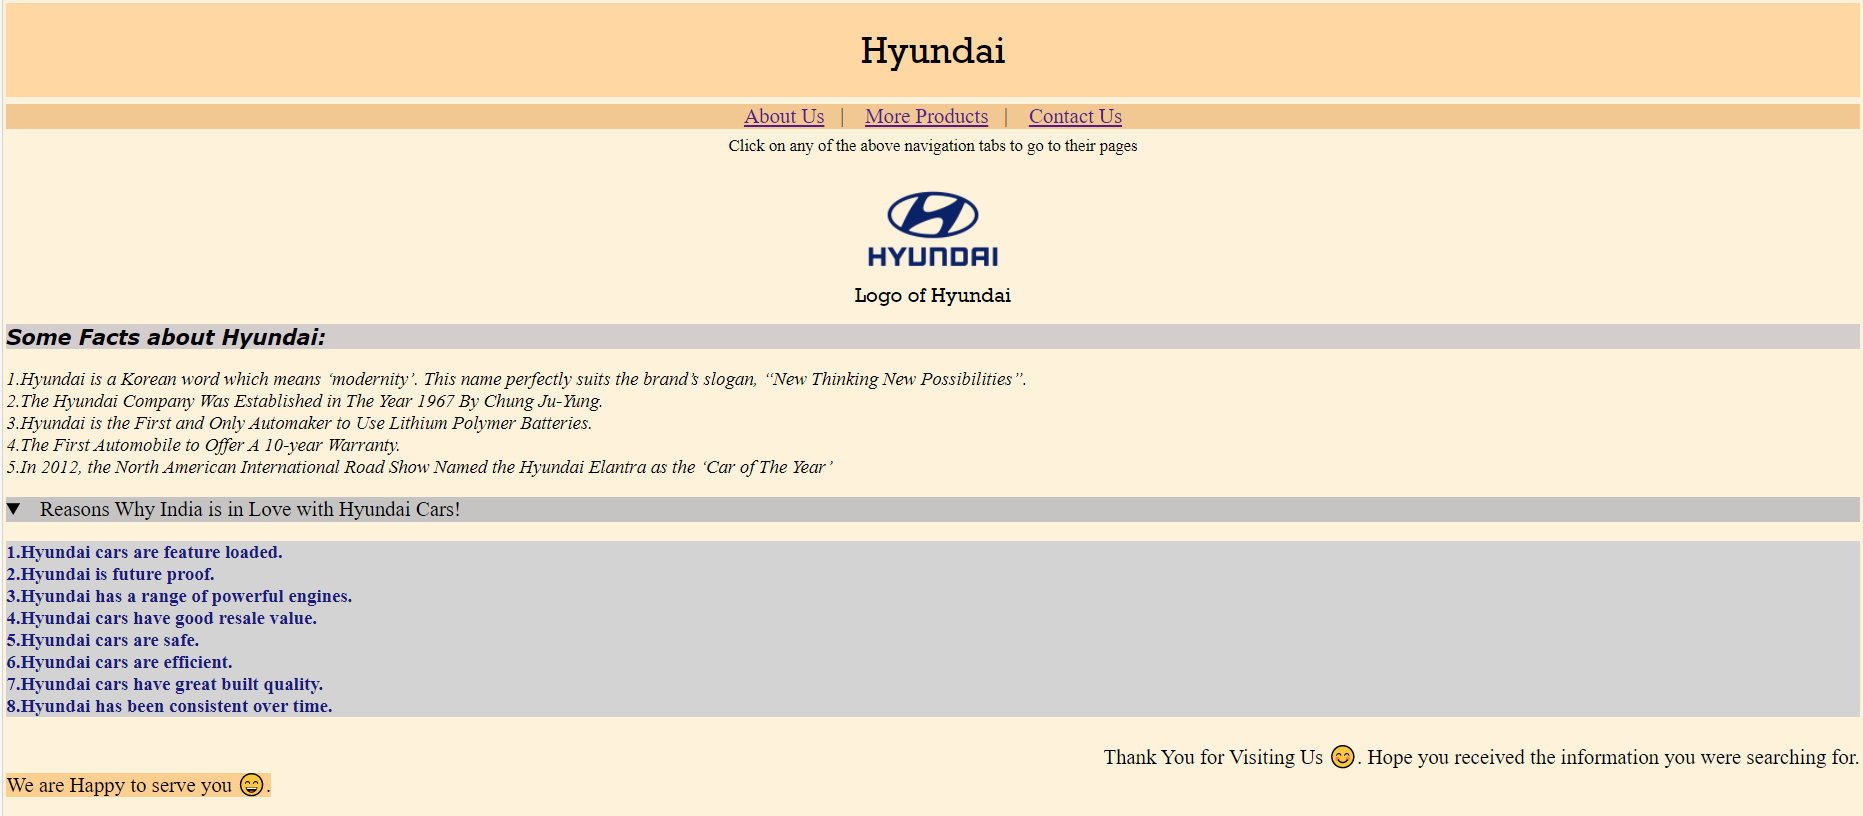 Hyundai
About Us | More Products | Contact Us
Click on any of the above navigation tabs to go to their pages
HYUNDAI
Logo of Hyundai
Some Facts about Hyundai:
1.Hyundai is a Korean word which means ‘modernity’. This name perfectly suits the brand’s slogan, “New Thinking New Possibilities”.
2.The Hyundai Company Was Established in The Year 1967 By Chung Ju-Yung.
3.Hyundai is the First and Only Automaker to Use Lithium Polymer Batteries.
4.The First Automobile to Offer A 10-year Warranty.
5.In 2012, the North American International Road Show Named the Hyundai Elantra as the ‘Car of The Year’
▼ Reasons Why India is in Love with Hyundai Cars!
1.Hyundai cars are feature loaded.
2.Hyundai is future proof.
3.Hyundai has a range of powerful engines.
4.Hyundai cars have good resale value.
5.Hyundai cars are safe.
6.Hyundai cars are efficient.
7.Hyundai cars have great built quality.
8.Hyundai has been consistent over time.
Thank You for Visiting Us 😊. Hope you received the information you were searching for.
We are Happy to serve you 😄.